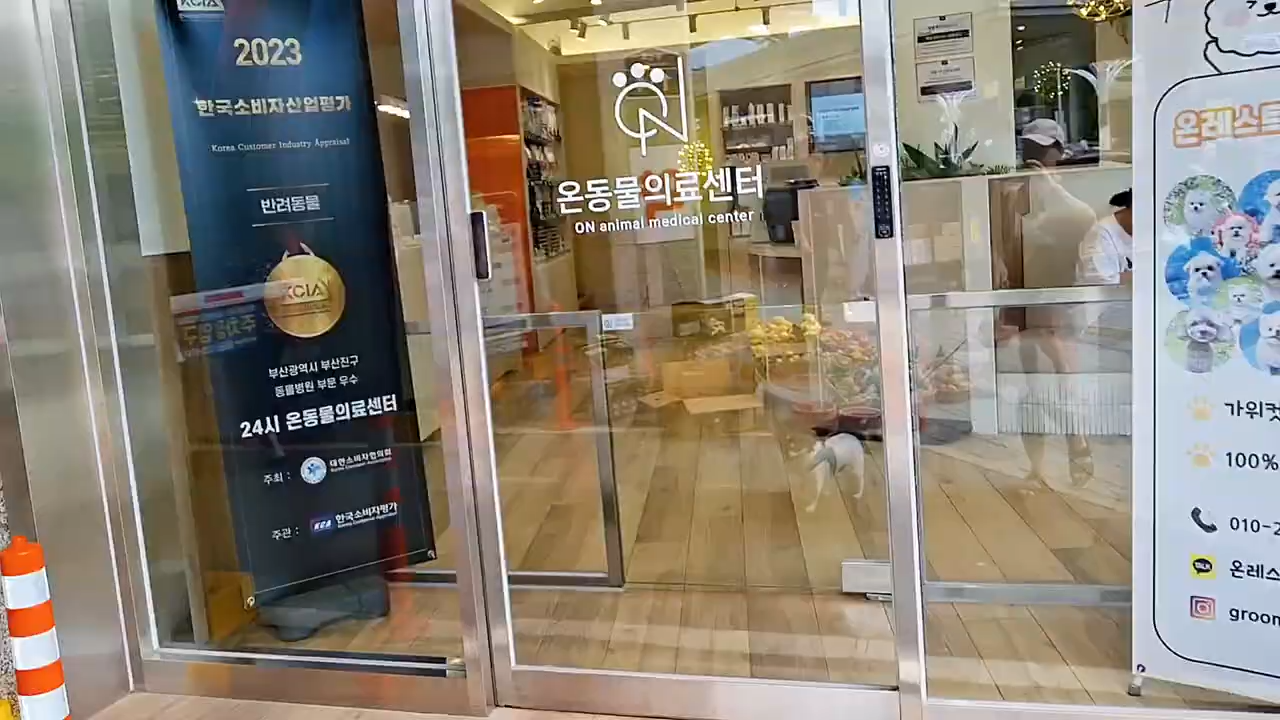 KCIA
2023
한국소비자산업평가
Korea Customer Industry Appraisal
반려동물
KCIA
부산광역시 부산진구
동물병원 부문 우수
24시 온동물의료센터
주최 :
대한소비자협의회
주관 :
KCA
한국소비자평가
온동물의료센터
ON animal medical center
온레스트
가위컷
100%
010-2
TALK
온레스
groom